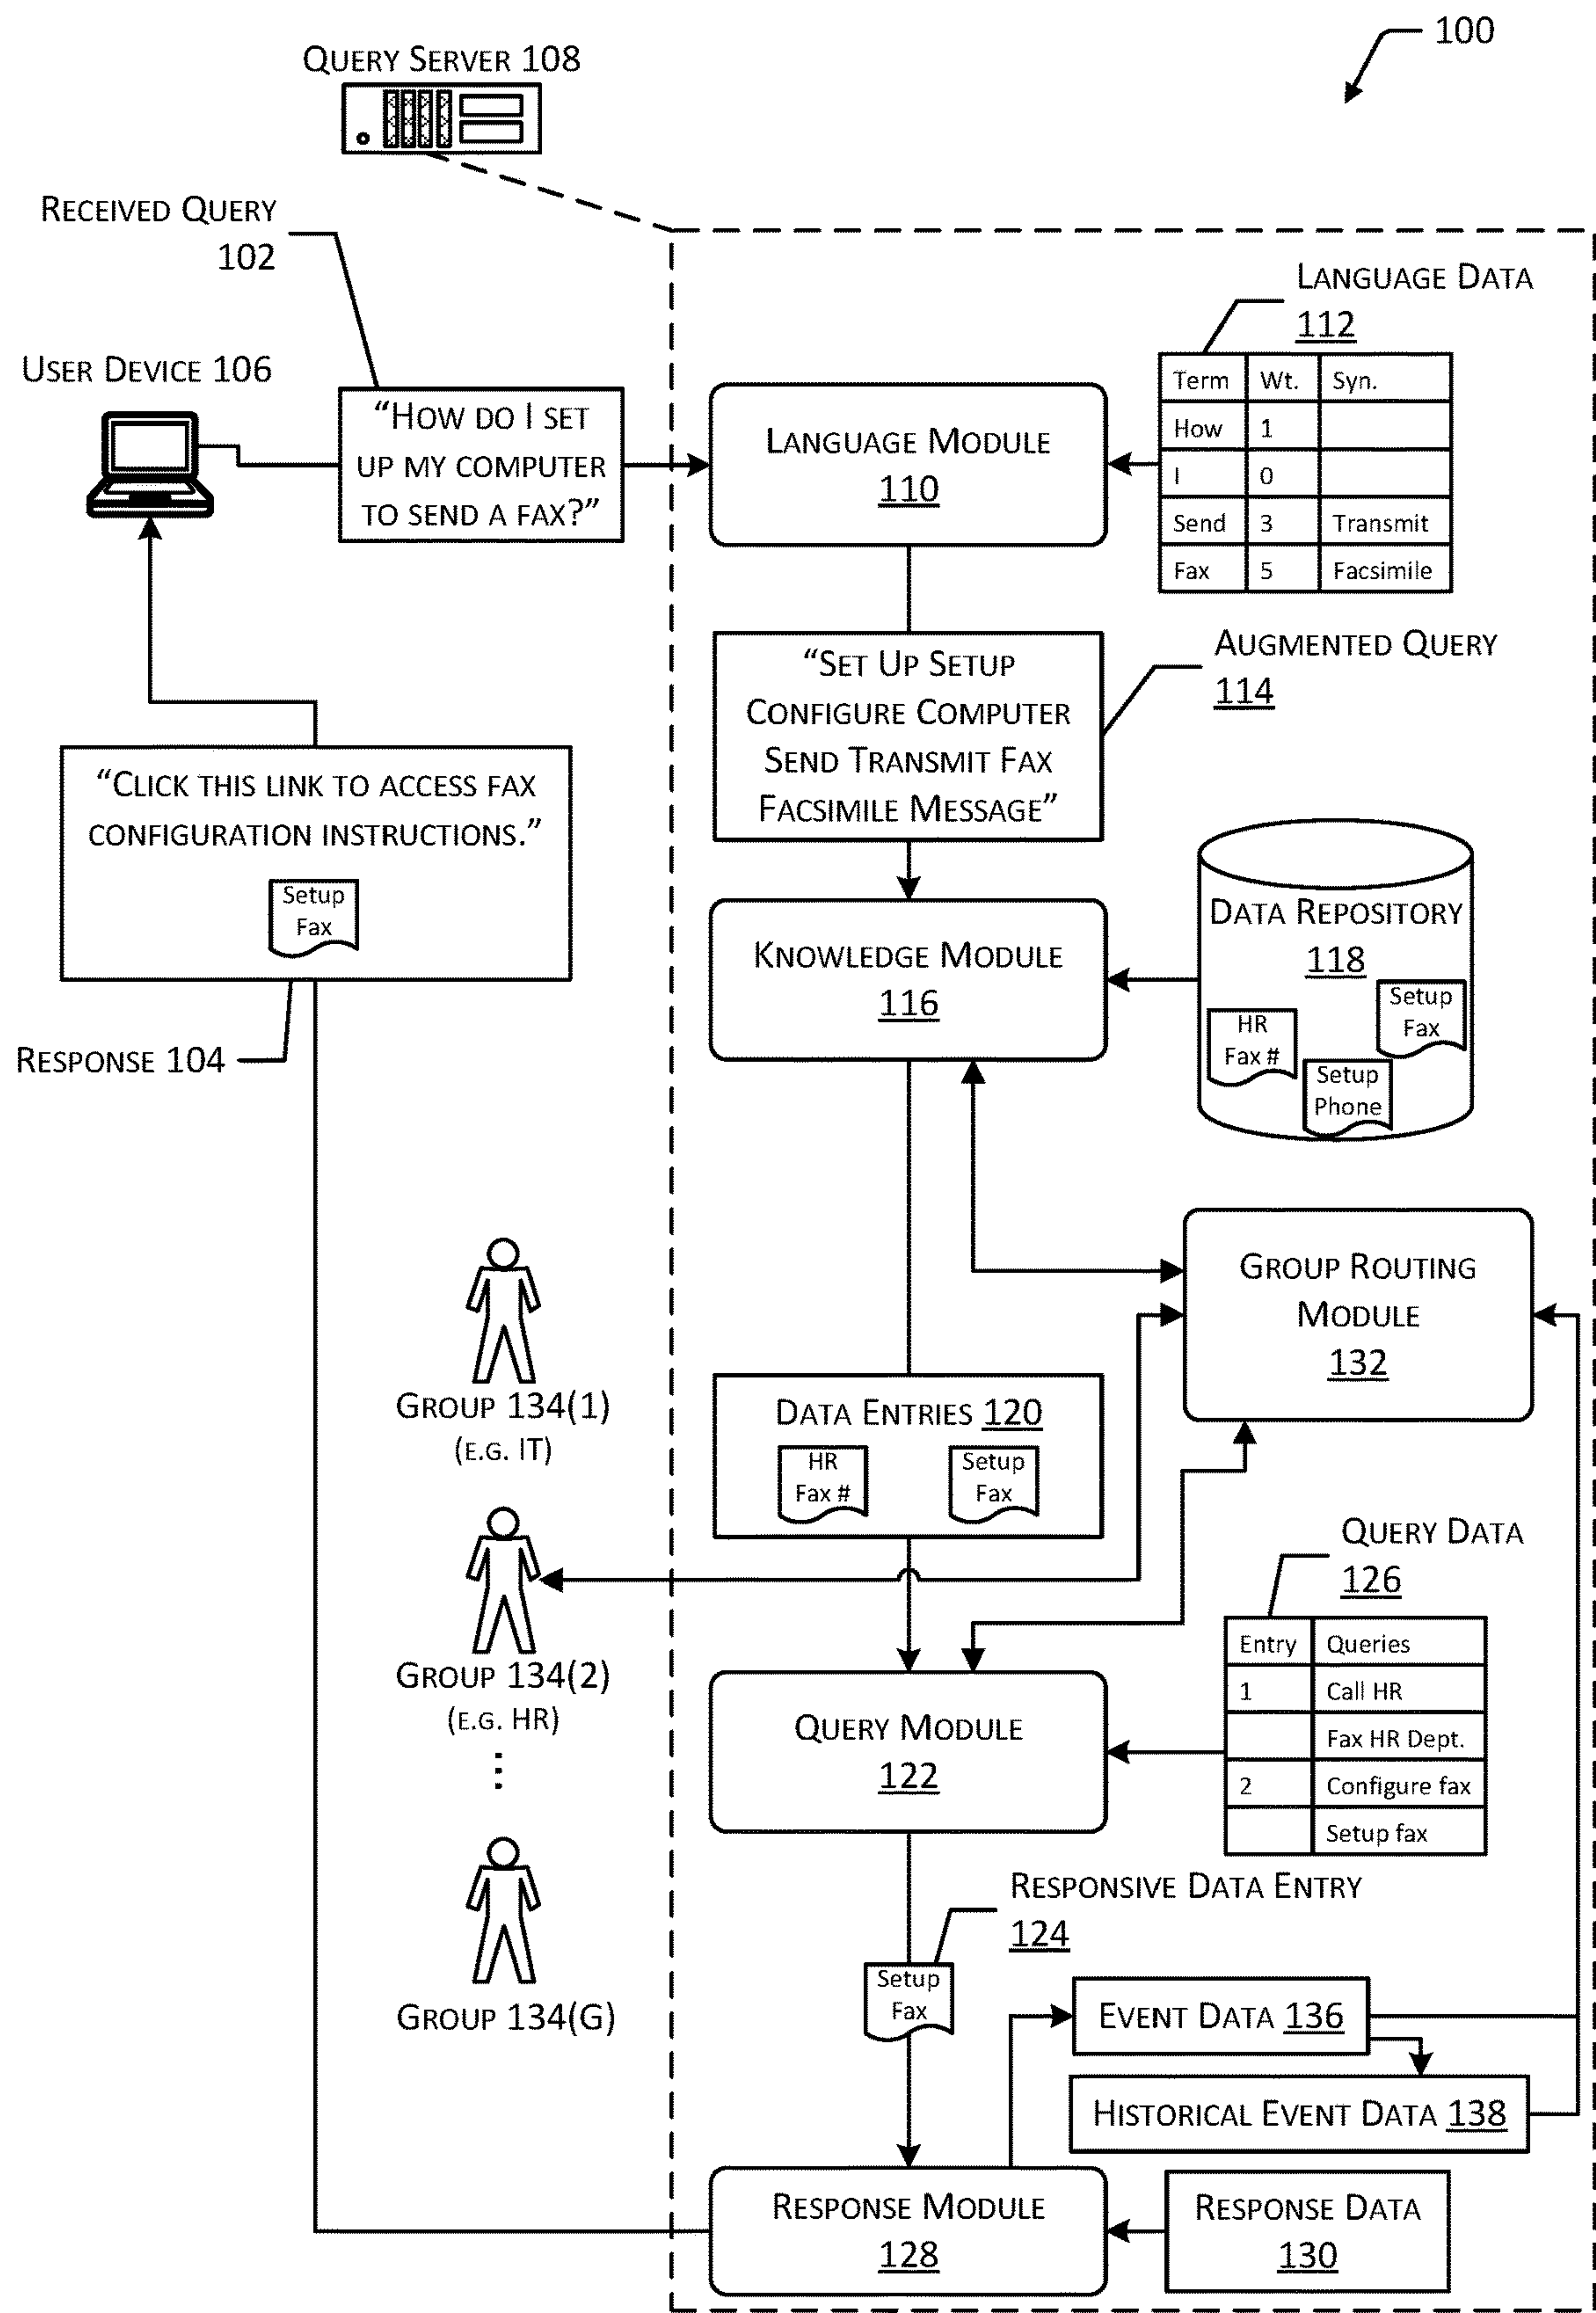 100
QUERY SERVER 108
RECEIVED QUERY
102
LANGUAGE DATA
112
USER DEVICE 106
“HOW DO I SET
UP MY COMPUTER
TO SEND A FAX?”
LANGUAGE MODULE
110
Term Wt. Syn.
How 1
I 0
Send 3 Transmit
Fax 5 Facsimile
“SET UP SETUP
CONFIGURE COMPUTER
SEND TRANSMIT FAX
FACSIMILE MESSAGE”
AUGMENTED QUERY
114
“CLICK THIS LINK TO ACCESS FAX
CONFIGURATION INSTRUCTIONS.”
Setup
Fax
RESPONSE 104
KNOWLEDGE MODULE
116
DATA REPOSITORY
118
HR
Fax #
Setup
Fax
Setup
Phone
GROUP ROUTING
MODULE
132
GROUP 134(1)
(E.G. IT)
DATA ENTRIES 120
HR
Fax #
Setup
Fax
GROUP 134(2)
(E.G. HR)
⋮
GROUP 134(G)
QUERY DATA
126
Entry Queries
1 Call HR
Fax HR Dept.
2 Configure fax
Setup fax
QUERY MODULE
122
RESPONSIVE DATA ENTRY
124
Setup
Fax
EVENT DATA 136
HISTORICAL EVENT DATA 138
RESPONSE MODULE
128
RESPONSE DATA
130